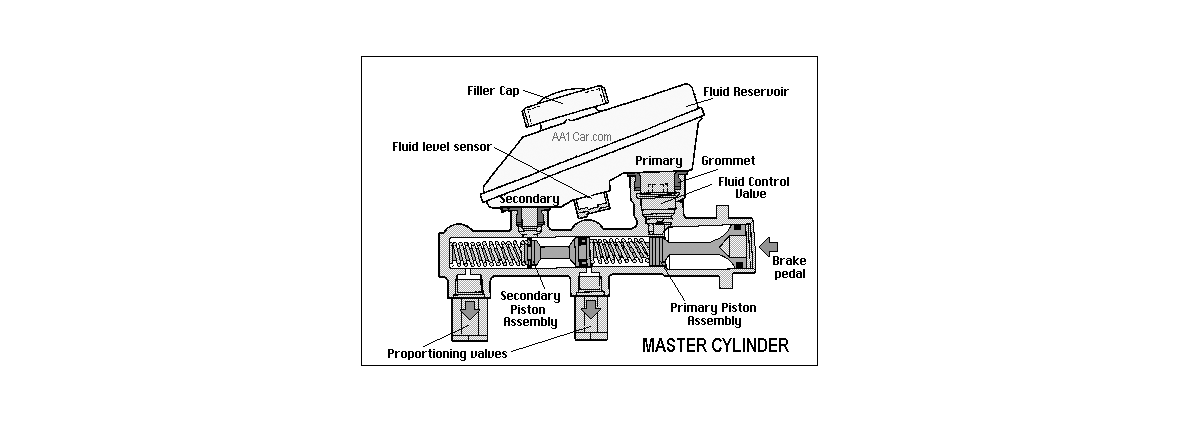 Filler Cap
Fluid Reservoir
AA1Car.com
Fluid level sensor
Primary
Grommet
Fluid Control
Valve
Secondary
Brake
pedal
Secondary
Piston
Assembly
Primary Piston
Assembly
Proportioning valves
MASTER CYLINDER